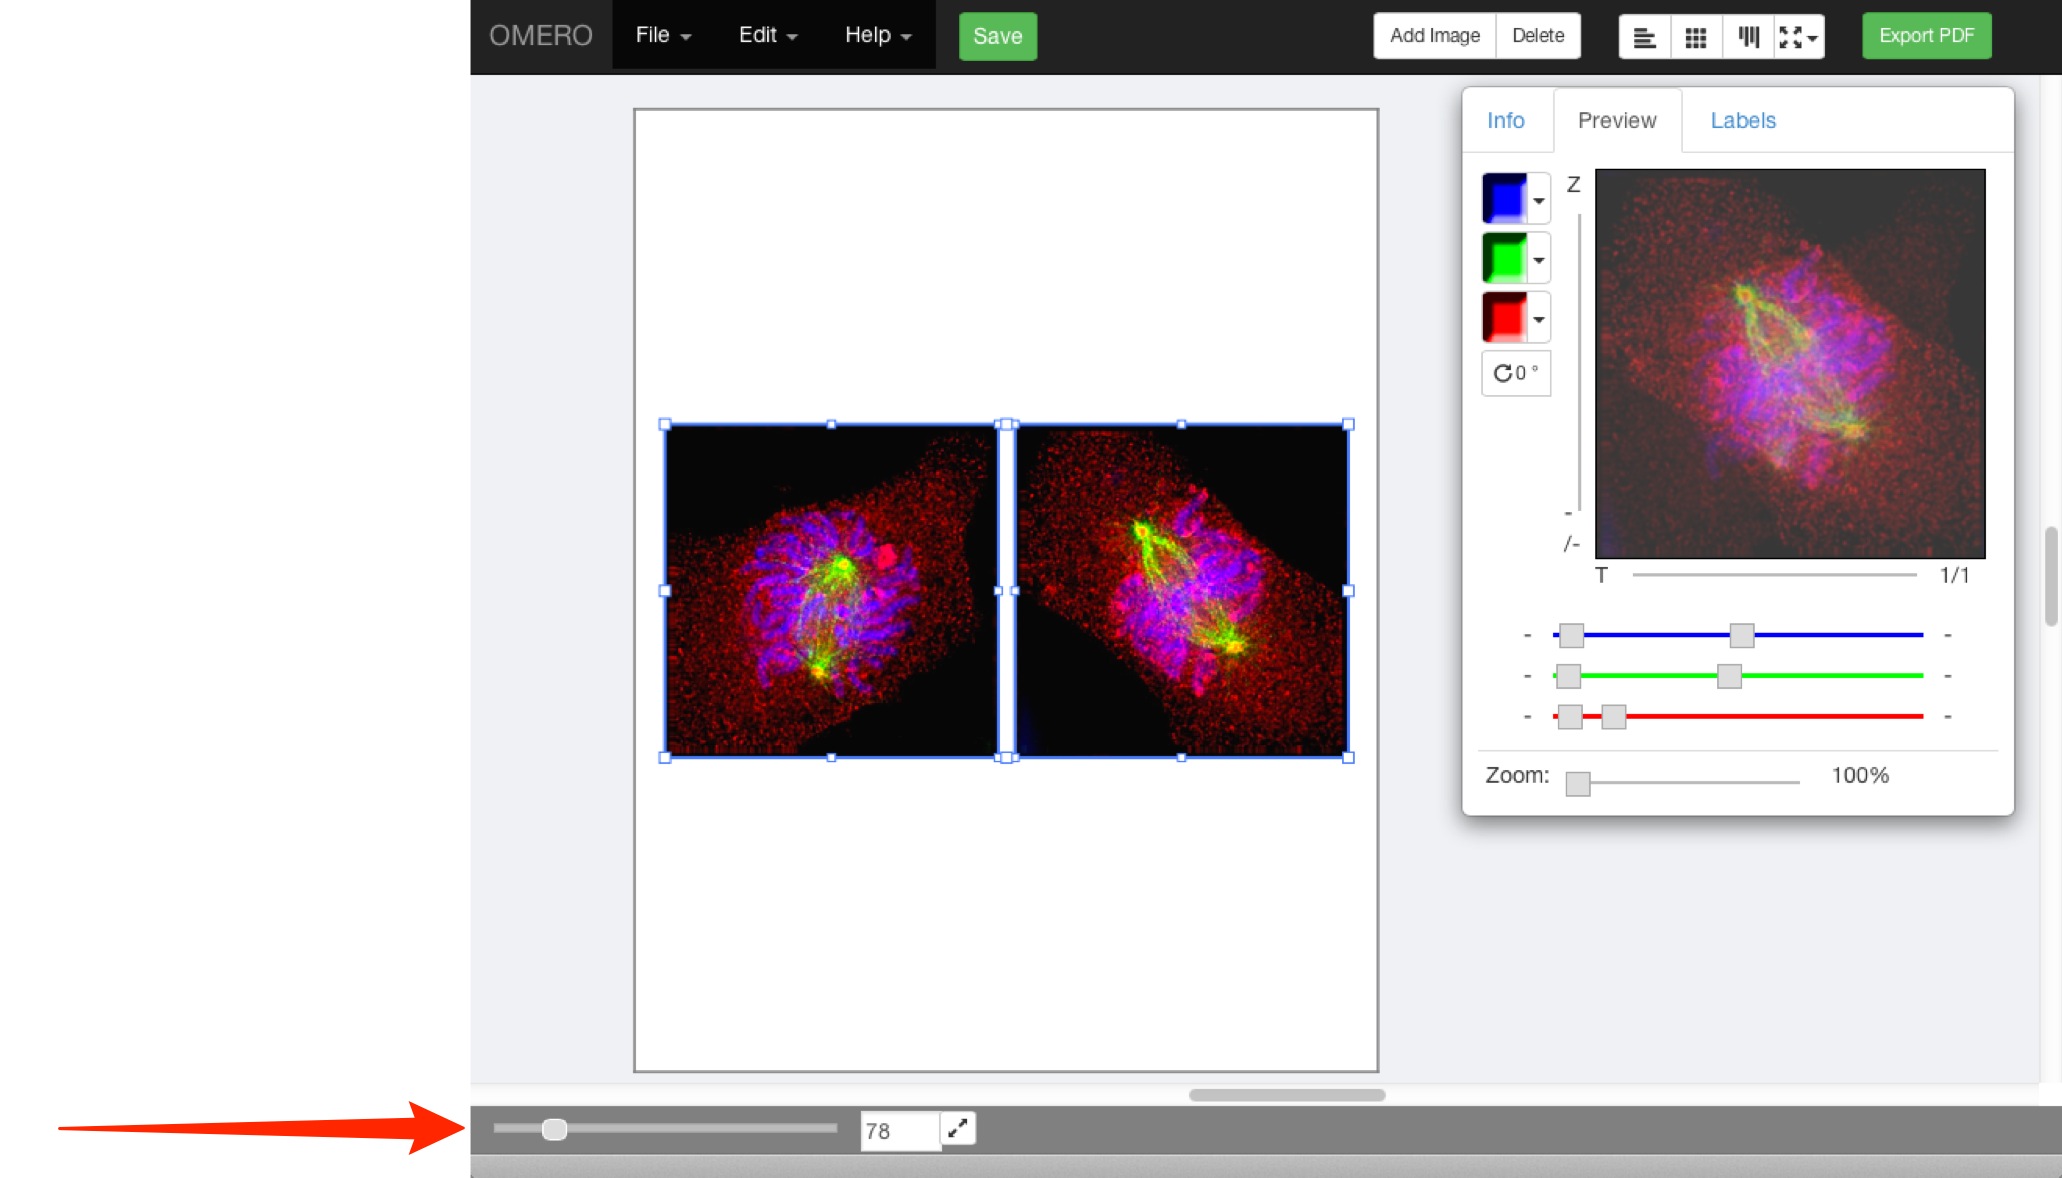 OMERO File Edit Help Save Add Image Delete Export PDF
Info Preview Labels
Z
0 °
-
/-
T 1/1
- -
- -
- -
Zoom: 100%
78